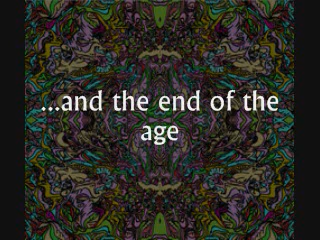 ...and the end of the
age